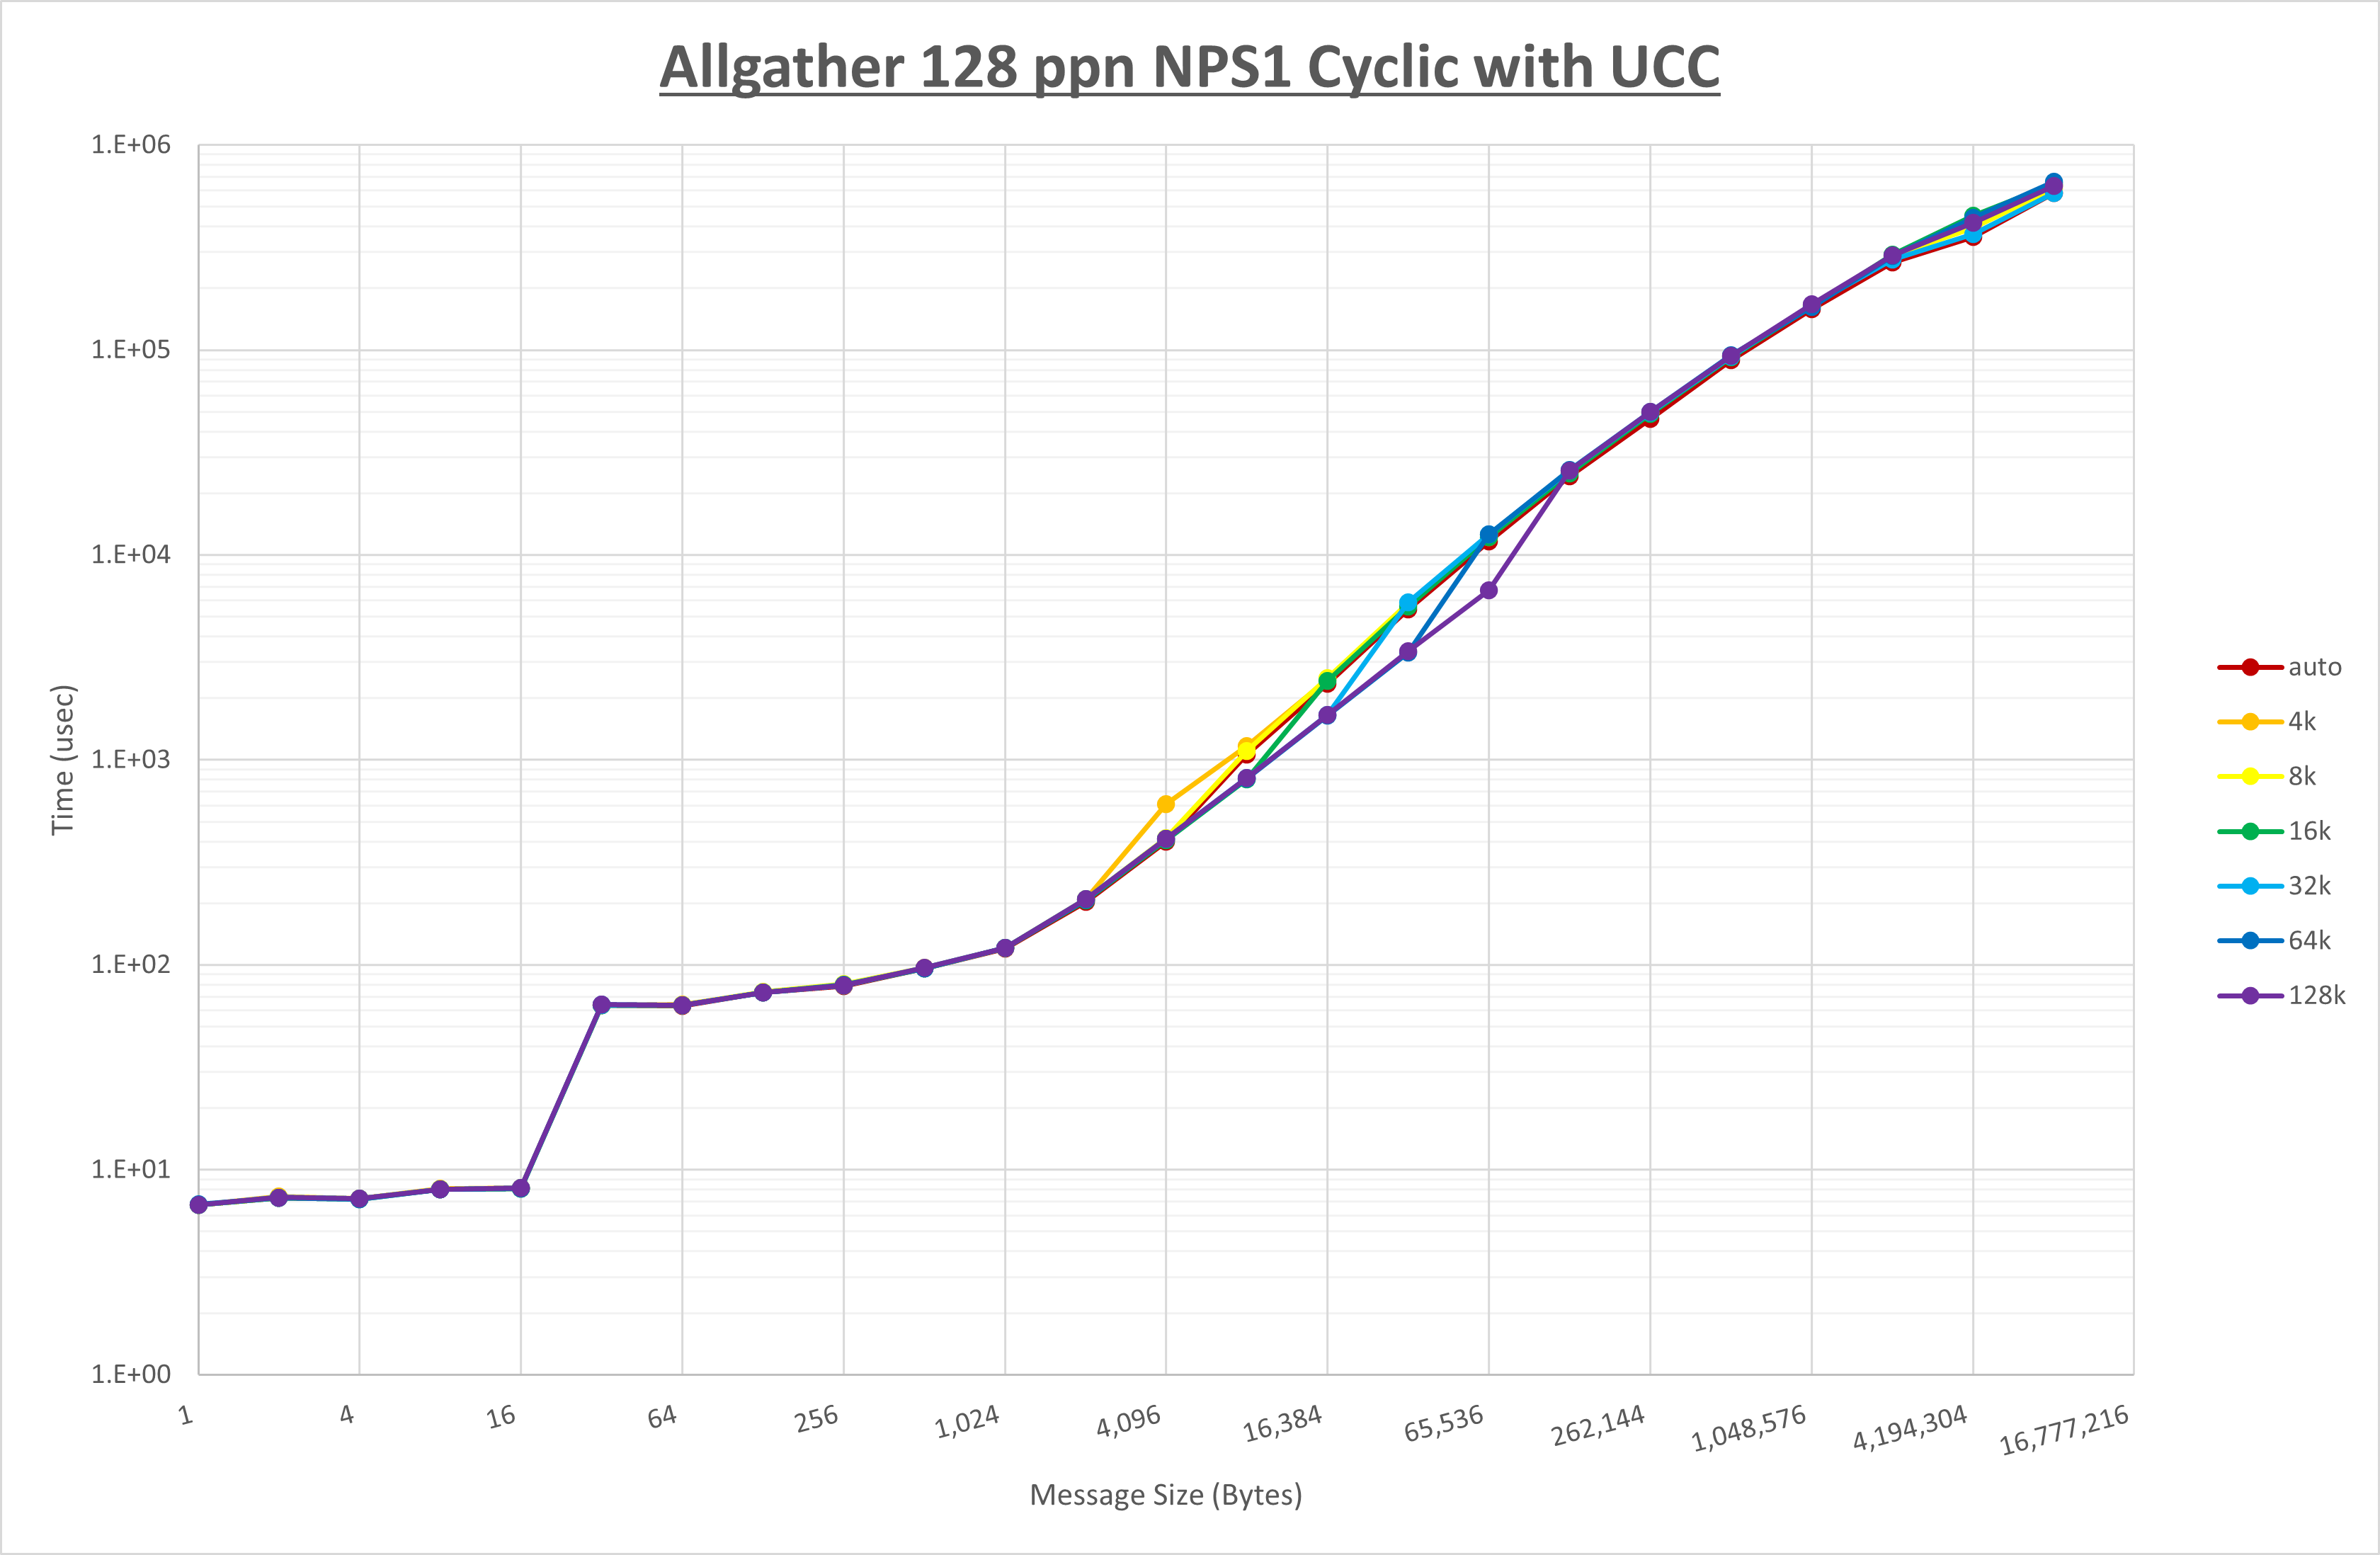 Allgather 128 ppn NPS1 Cyclic with UCC
1.E+06
1.E+05
1.E+04
1.E+03
1.E+02
1.E+01
1.E+00
Time (usec)
1 4 16 64 256 1,024 4,096 16,384 65,536 262,144 1,048,576 4,194,304 16,777,216
Message Size (Bytes)
auto
4k
8k
16k
32k
64k
128k